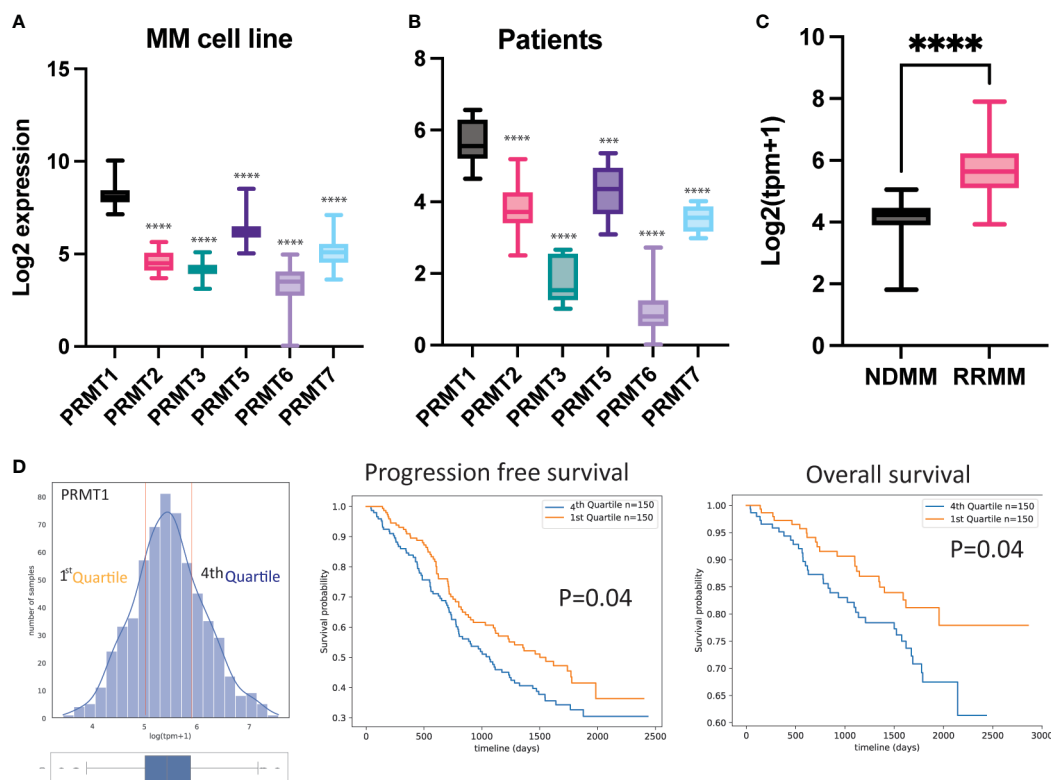 A
MM cell line
Log2 expression
15
10
5
0
****
****
****
****
****
PRMT1
PRMT2
PRMT3
PRMT5
PRMT6
PRMT7
B
Patients
8
6
4
2
0
****
****
***
****
****
PRMT1
PRMT2
PRMT3
PRMT5
PRMT6
PRMT7
C
Log2(tpm+1)
10
8
6
4
2
0
****
NDMM
RRMM
D
PRMT1
1st Quartile
4th Quartile
number of samples
80
70
60
50
40
30
20
10
0
4
5
6
7
log(tpm+1)
Progression free survival
4th Quartile n=150
1st Quartile n=150
P=0.04
Survival probability
1.0
0.9
0.8
0.7
0.6
0.5
0.4
0.3
0
500
1000
1500
2000
2500
timeline (days)
Overall survival
4th Quartile n=150
1st Quartile n=150
P=0.04
Survival probability
1.00
0.95
0.90
0.85
0.80
0.75
0.70
0.65
0.60
0
500
1000
1500
2000
2500
timeline (days)